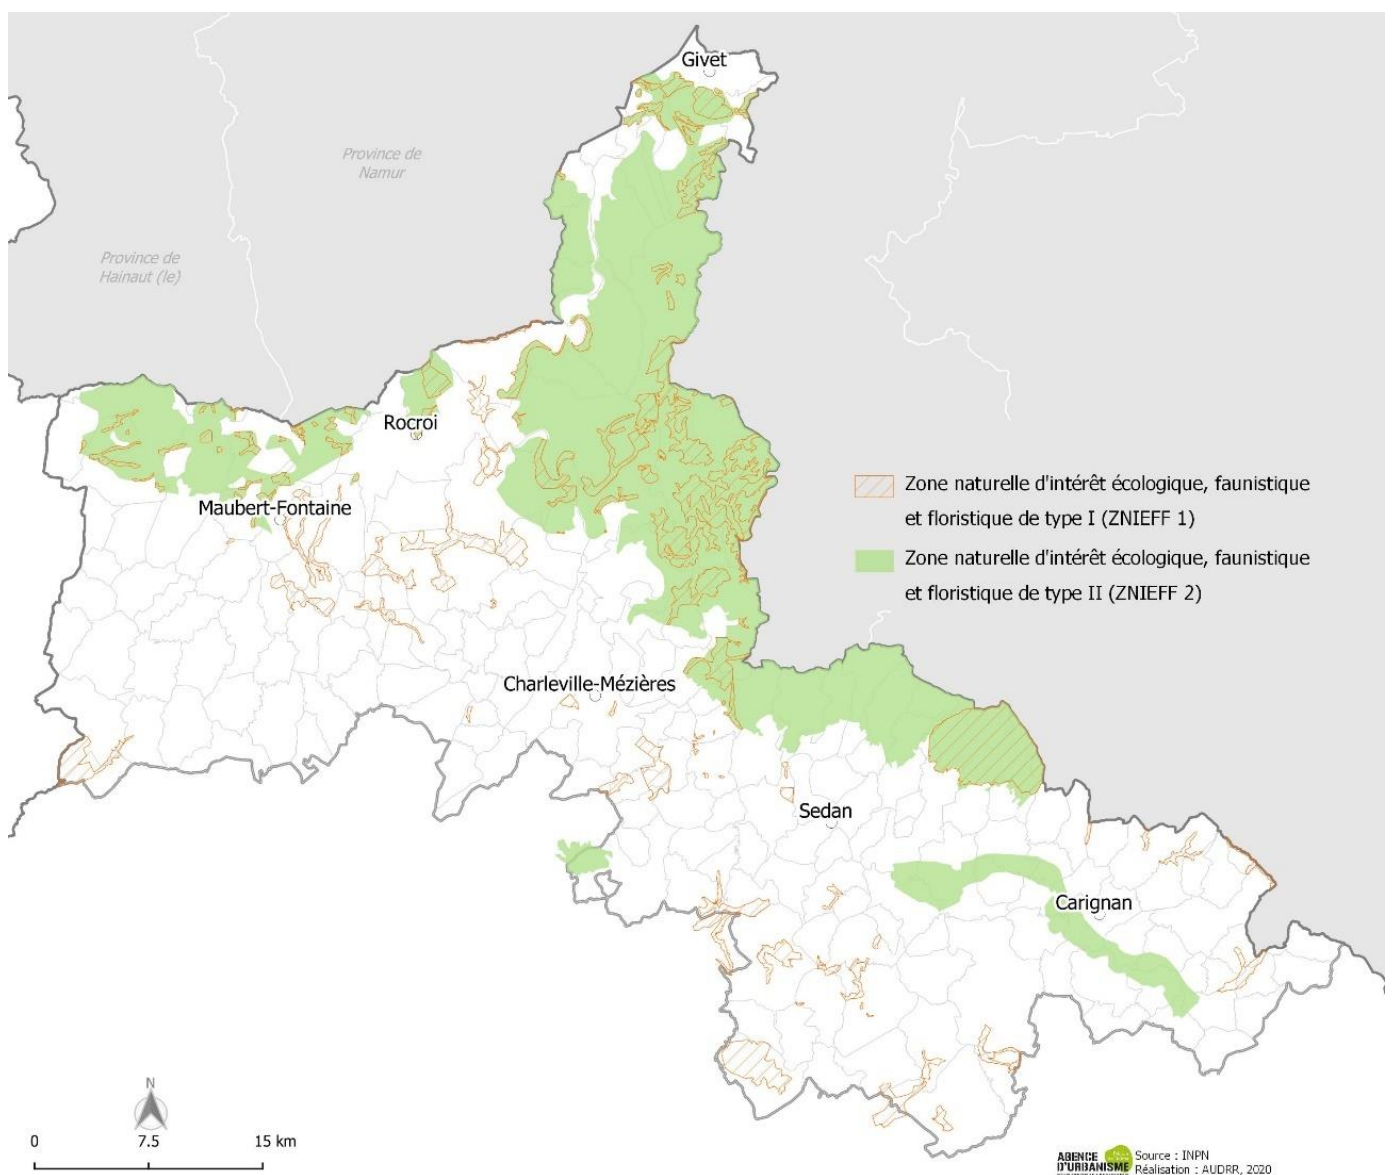 Givet
Province de
Namur
Province de
Hainaut (le)
Rocroi
Maubert-Fontaine
Zone naturelle d'intérêt écologique, faunistique
et floristique de type I (ZNIEFF 1)
Zone naturelle d'intérêt écologique, faunistique
et floristique de type II (ZNIEFF 2)
Charleville-Mézières
Sedan
Carignan
N
0 7.5 15 km
AGENCE
D'URBANISME
Source : INPN
Réalisation : AUDRR, 2020